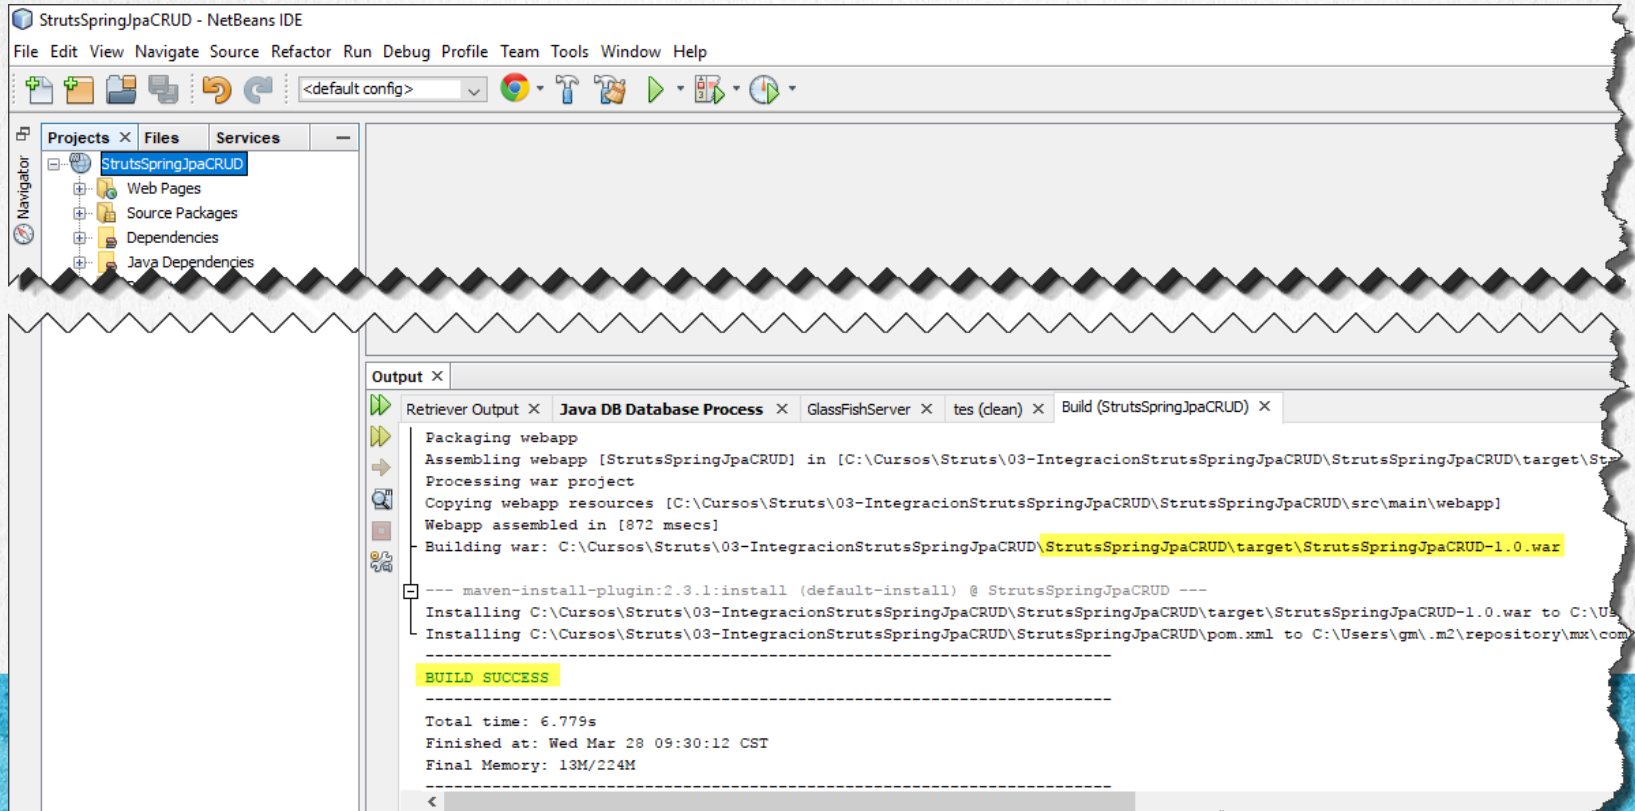 StrutsSpringJpaCRUD - NetBeans IDE
File Edit View Navigate Source Refactor Run Debug Profile Team Tools Window Help
<default config>
Projects Files Services
Navigator
StrutsSpringJpaCRUD
Web Pages
Source Packages
Dependencies
Java Dependencies
Output
Retriever Output Java DB Database Process GlassFishServer tes (clean) Build (StrutsSpringJpaCRUD)
Packaging webapp
Assembling webapp [StrutsSpringJpaCRUD] in [C:\Cursos\Struts\03-IntegracionStrutsSpringJpaCRUD\StrutsSpringJpaCRUD\target\Str
Processing war project
Copying webapp resources [C:\Cursos\Struts\03-IntegracionStrutsSpringJpaCRUD\StrutsSpringJpaCRUD\src\main\webapp]
Webapp assembled in [872 msecs]
Building war: C:\Cursos\Struts\03-IntegracionStrutsSpringJpaCRUD\StrutsSpringJpaCRUD\target\StrutsSpringJpaCRUD-1.0.war
--- maven-install-plugin:2.3.1:install (default-install) @ StrutsSpringJpaCRUD ---
Installing C:\Cursos\Struts\03-IntegracionStrutsSpringJpaCRUD\StrutsSpringJpaCRUD\target\StrutsSpringJpaCRUD-1.0.war to C:\Us
Installing C:\Cursos\Struts\03-IntegracionStrutsSpringJpaCRUD\StrutsSpringJpaCRUD\pom.xml to C:\Users\gm\.m2\repository\mx\com
------------------------------------------------------------------------
BUILD SUCCESS
------------------------------------------------------------------------
Total time: 6.779s
Finished at: Wed Mar 28 09:30:12 CST
Final Memory: 13M/224M
------------------------------------------------------------------------